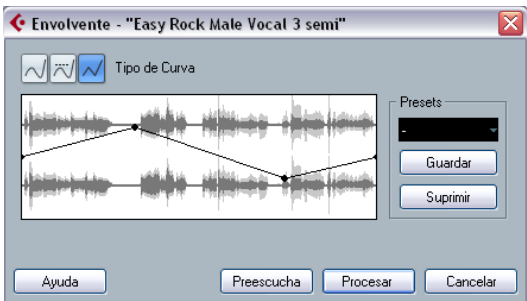 Envolvente - "Easy Rock Male Vocal 3 semi"
Tipo de Curva
Presets
-
Guardar
Suprimir
Ayuda
Preescucha
Procesar
Cancelar